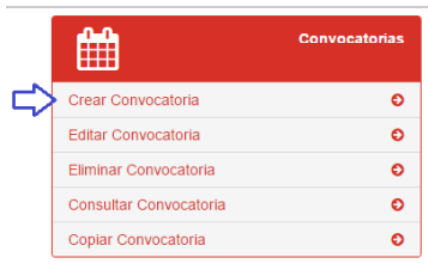 Convocatorias
Crear Convocatoria
Editar Convocatoria
Eliminar Convocatoria
Consultar Convocatoria
Copiar Convocatoria